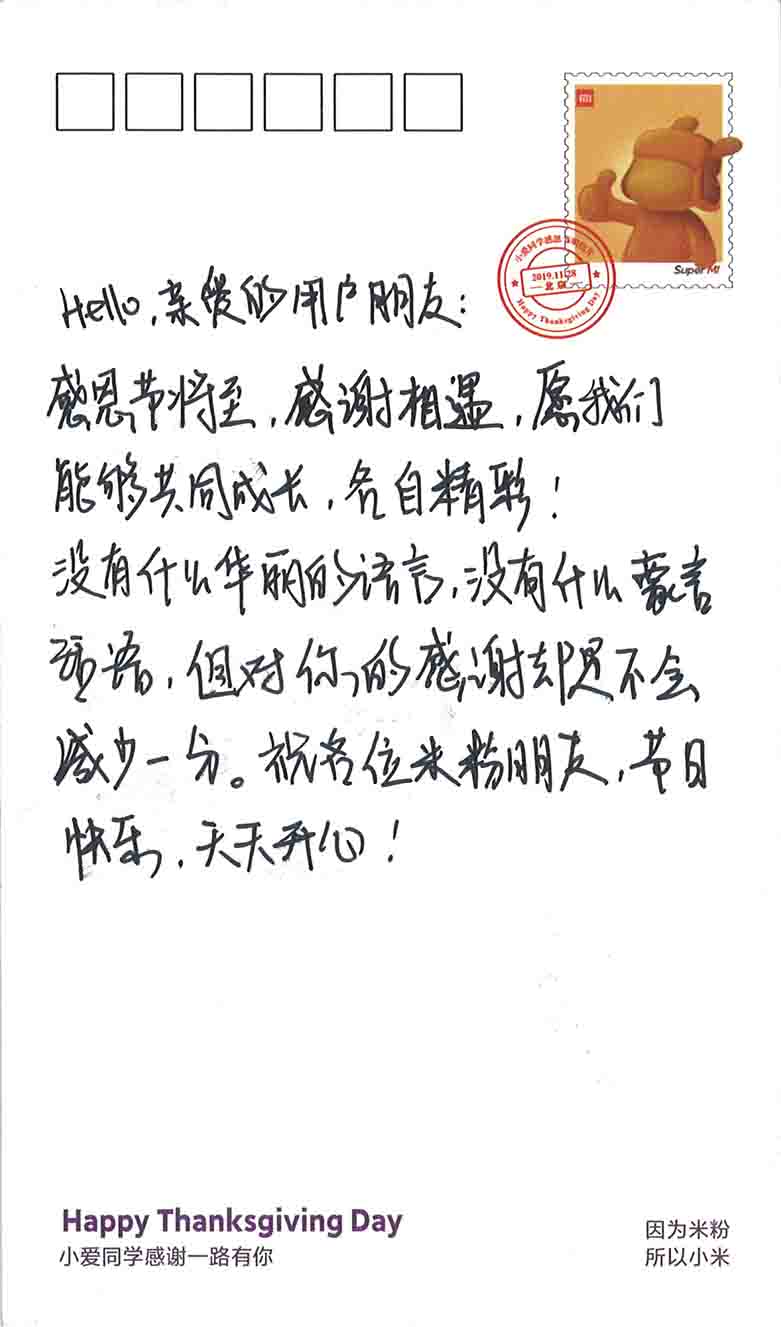 MI
Super MI
小爱同学感恩节明信片
2019.11.28
北京
Happy Thanksgiving Day
Hello,亲爱的用户朋友:
感恩节将至,感谢相遇,愿我们
能够共同成长,各自精彩!
没有什么华丽的语言,没有什么豪言
壮语,但对你的感谢却是不会
减少一分。祝各位米粉朋友,节日
快乐,天天开心!
Happy Thanksgiving Day
小爱同学感谢一路有你
因为米粉
所以小米